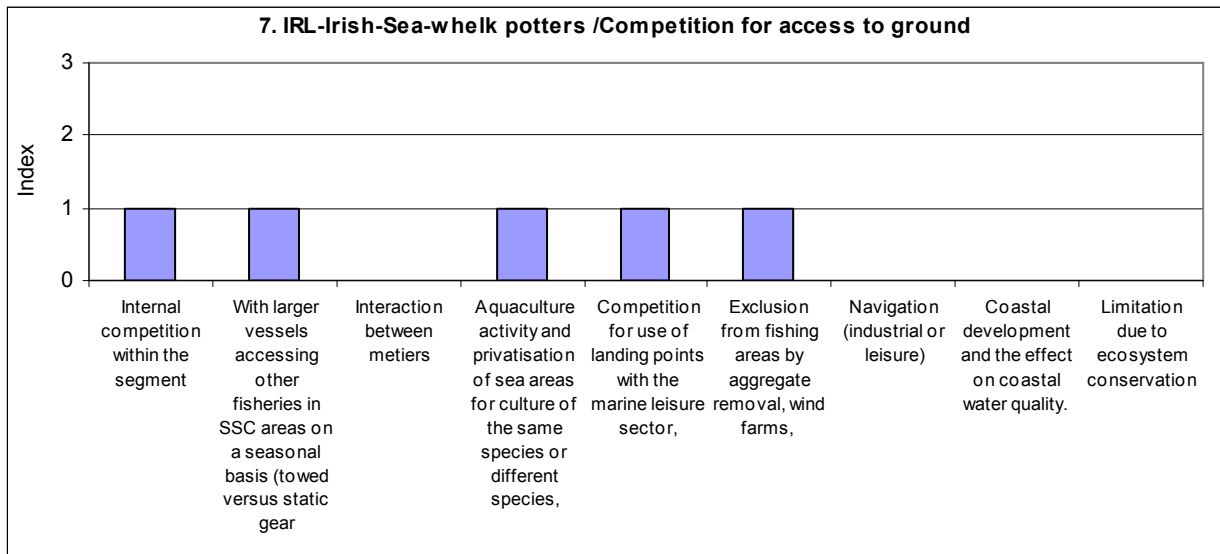 7. IRL-Irish-Sea-whelk potters /Competition for access to ground
3
2
1
0
Index
Internal
competition
within the
segment
With larger
vessels
accessing
other
fisheries in
SSC areas on
a seasonal
basis (towed
versus static
gear
Interaction
between
metiers
Aquaculture
activity and
privatisation
of sea areas
for culture of
the same
species or
different
species,
Competition
for use of
landing points
with the
marine leisure
sector,
Exclusion
from fishing
areas by
aggregate
removal, wind
farms,
Navigation
(industrial or
leisure)
Coastal
development
and the effect
on coastal
water quality.
Limitation
due to
ecosystem
conservation